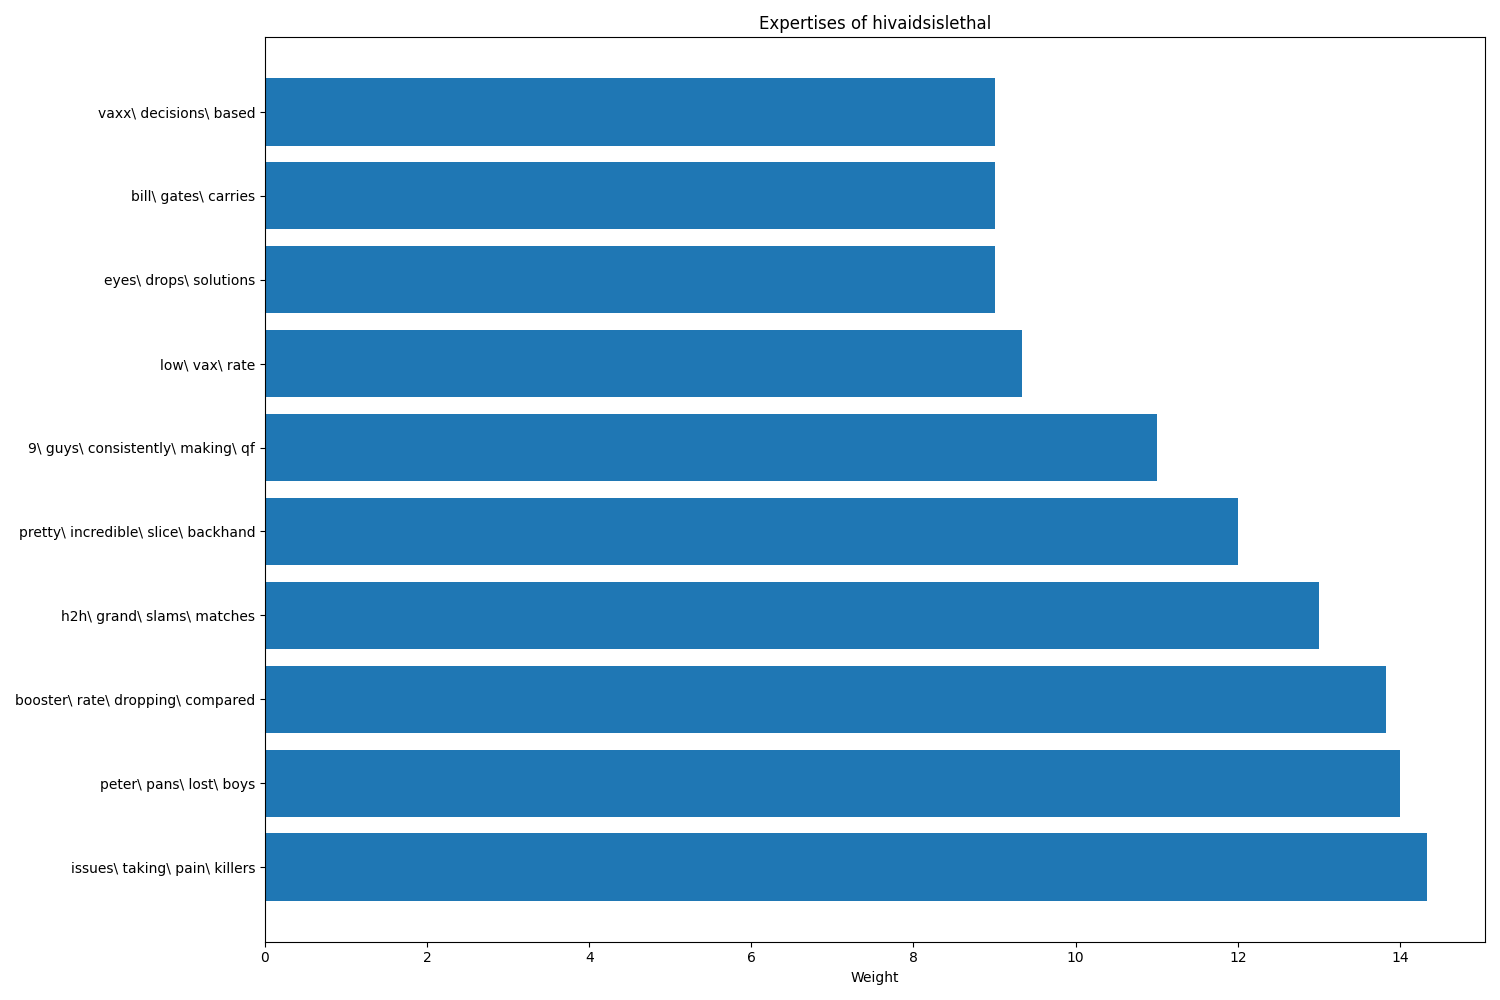 Expertises of hivaidsislethal
vaxx\ decisions\ based
bill\ gates\ carries
eyes\ drops\ solutions
low\ vax\ rate
9\ guys\ consistently\ making\ qf
pretty\ incredible\ slice\ backhand
h2h\ grand\ slams\ matches
booster\ rate\ dropping\ compared
peter\ pans\ lost\ boys
issues\ taking\ pain\ killers
0 2 4 6 8 10 12 14
Weight